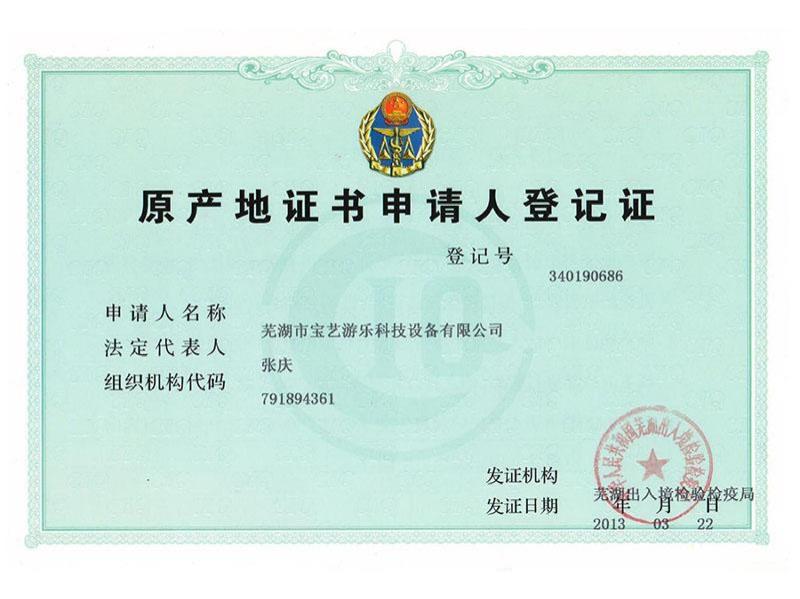 原产地证书申请人登记证
登记号
340190686
申请人名称
芜湖市宝艺游乐科技设备有限公司
法定代表人
张庆
组织机构代码
791894361
发证机构
芜湖出入境检验检疫局
发证日期
年 月 日
2013 03 22
CIQ